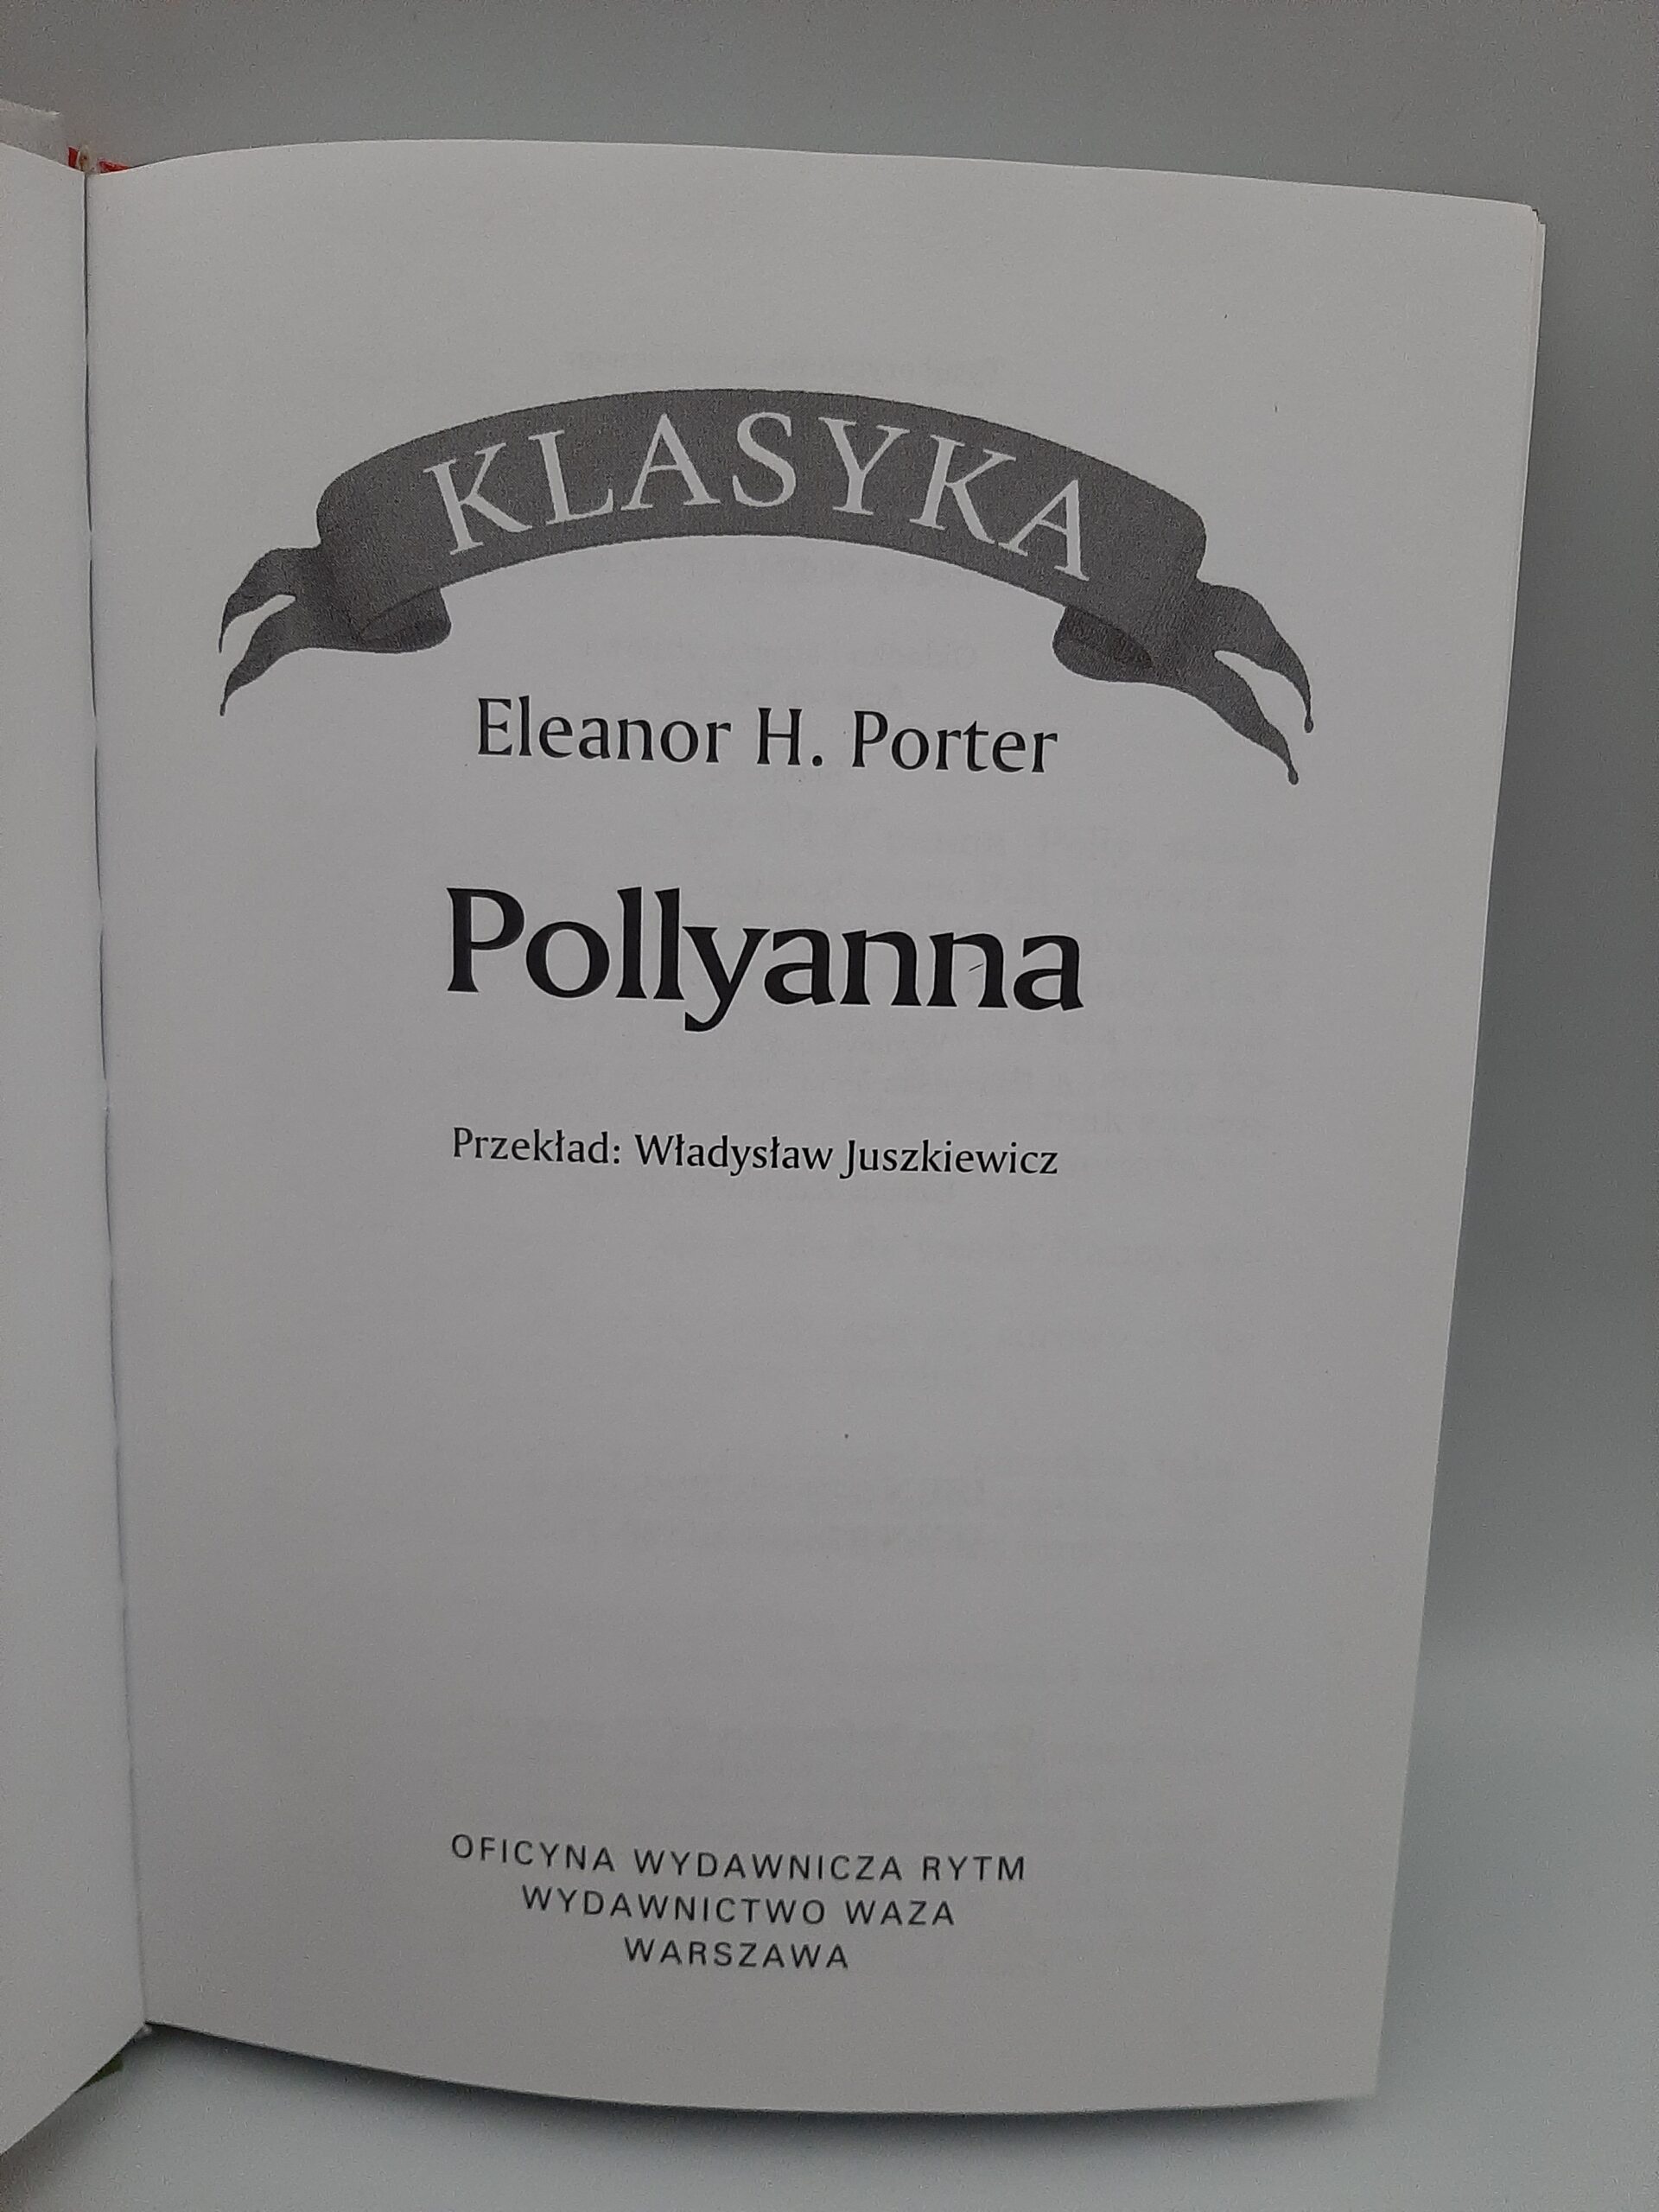 KLASYKA
Eleanor H. Porter
Pollyanna
Przekład: Władysław Juszkiewicz
OFICYNA WYDAWNICZA RYTM
WYDAWNICTWO WAZA
WARSZAWA